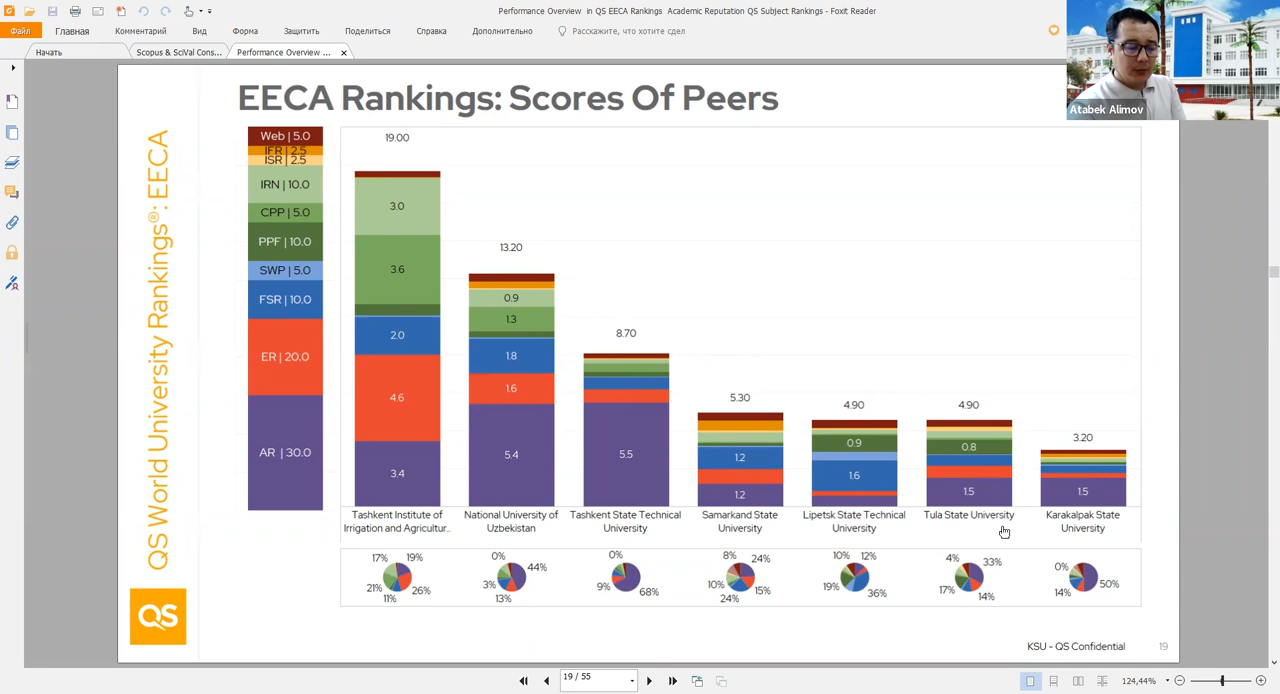 Performance Overview in QS EECA Rankings Academic Reputation QS Subject Rankings - Foxit Reader
Файл Главная Комментарий Вид Форма Защитить Поделиться Справка Дополнительно Расскажите, что хотите сдел
Начать Scopus & SciVal Cons... Performance Overview ...
Atabek Alimov
EECA Rankings: Scores Of Peers
QS World University Rankings®: EECA
Web | 5.0
IFR | 2.5
ISR | 2.5
IRN | 10.0
CPP | 5.0
PPF | 10.0
SWP | 5.0
FSR | 10.0
ER | 20.0
AR | 30.0
19.00
3.0
3.6
2.0
4.6
3.4
13.20
0.9
1.3
1.8
1.6
5.4
8.70
5.5
5.30
1.2
1.2
4.90
0.9
1.6
4.90
0.8
1.5
3.20
1.5
Tashkent Institute of
Irrigation and Agricultur..
National University of
Uzbekistan
Tashkent State Technical
University
Samarkand State
University
Lipetsk State Technical
University
Tula State University
Karakalpak State
University
17% 19%
21% 26%
11%
0% 44%
3%
13%
0%
9% 68%
8% 24%
10% 15%
24%
10% 12%
19% 36%
4% 33%
17% 14%
0% 50%
14%
QS
KSU - QS Confidential 19
19 / 55
124,44%